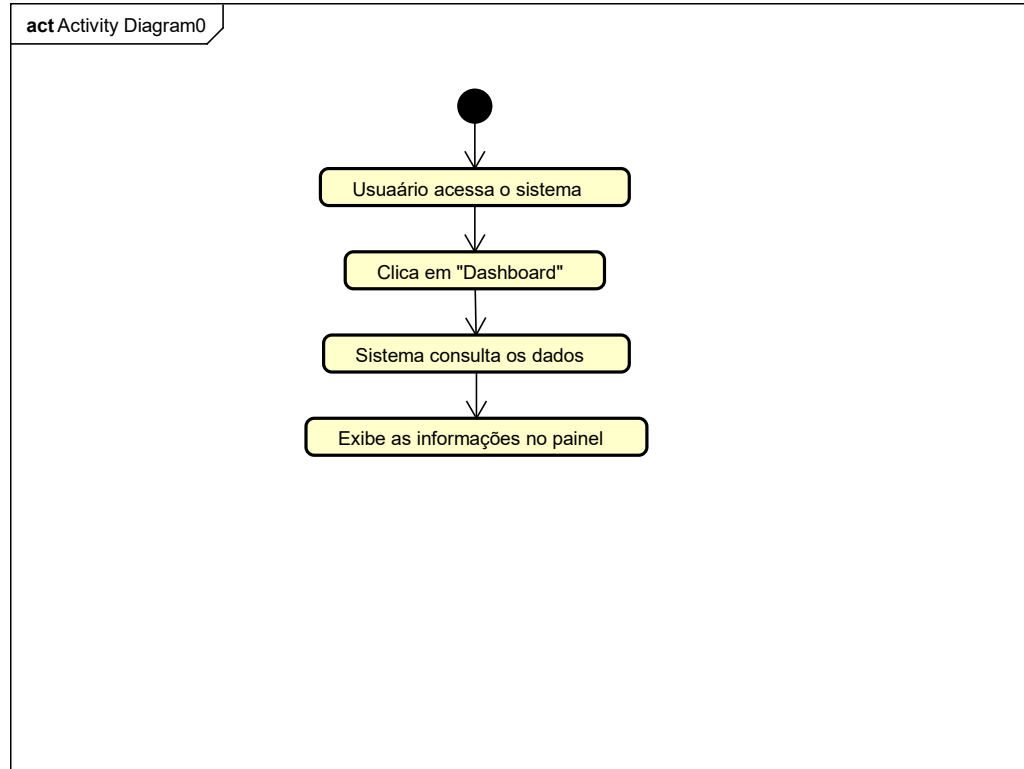 act Activity Diagram0
Usuaário acessa o sistema
Clica em "Dashboard"
Sistema consulta os dados
Exibe as informações no painel